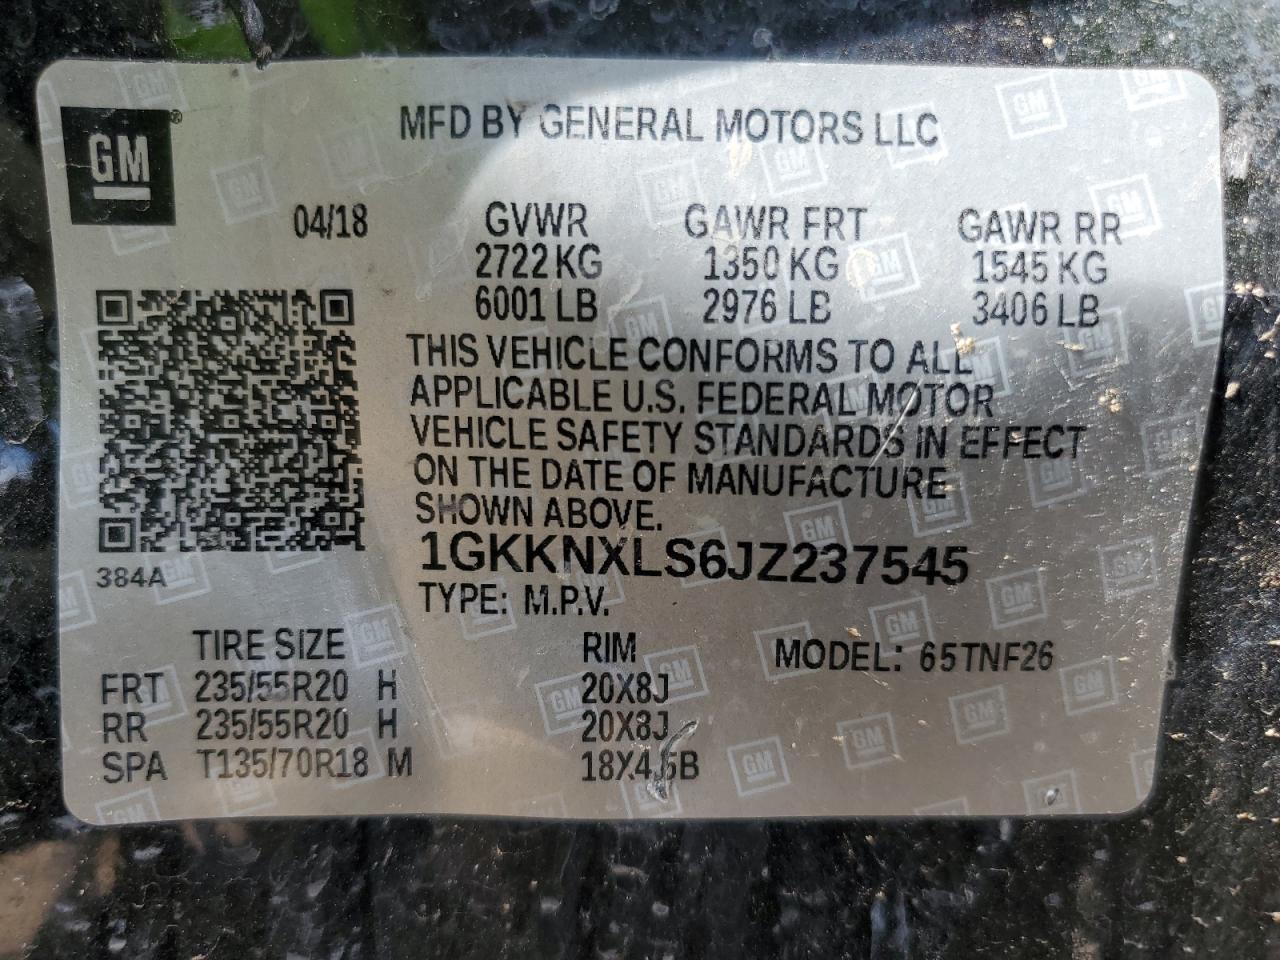 GM
MFD BY GENERAL MOTORS LLC
04/18
GVWR
2722 KG
6001 LB
GAWR FRT
1350 KG
2976 LB
GAWR RR
1545 KG
3406 LB
THIS VEHICLE CONFORMS TO ALL
APPLICABLE U.S. FEDERAL MOTOR
VEHICLE SAFETY STANDARDS IN EFFECT
ON THE DATE OF MANUFACTURE
SHOWN ABOVE.
384A
1GKKNXLS6JZ237545
TYPE: M.P.V.
TIRE SIZE RIM MODEL: 65TNF26
FRT 235/55R20 H 20X8J
RR 235/55R20 H 20X8J
SPA T135/70R18 M 18X4.5B